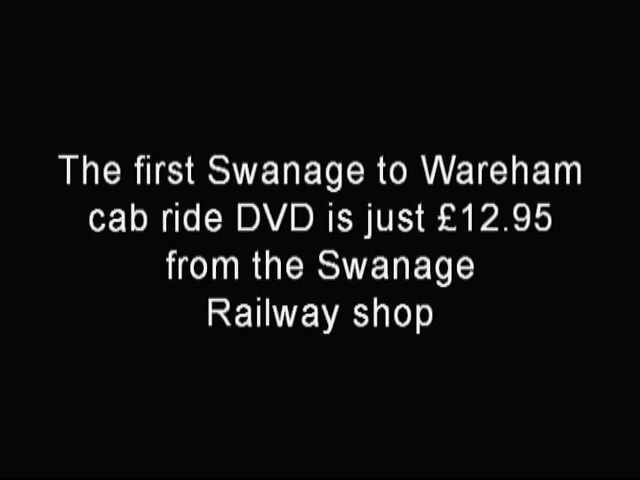 The first Swanage to Wareham
cab ride DVD is just £12.95
from the Swanage
Railway shop